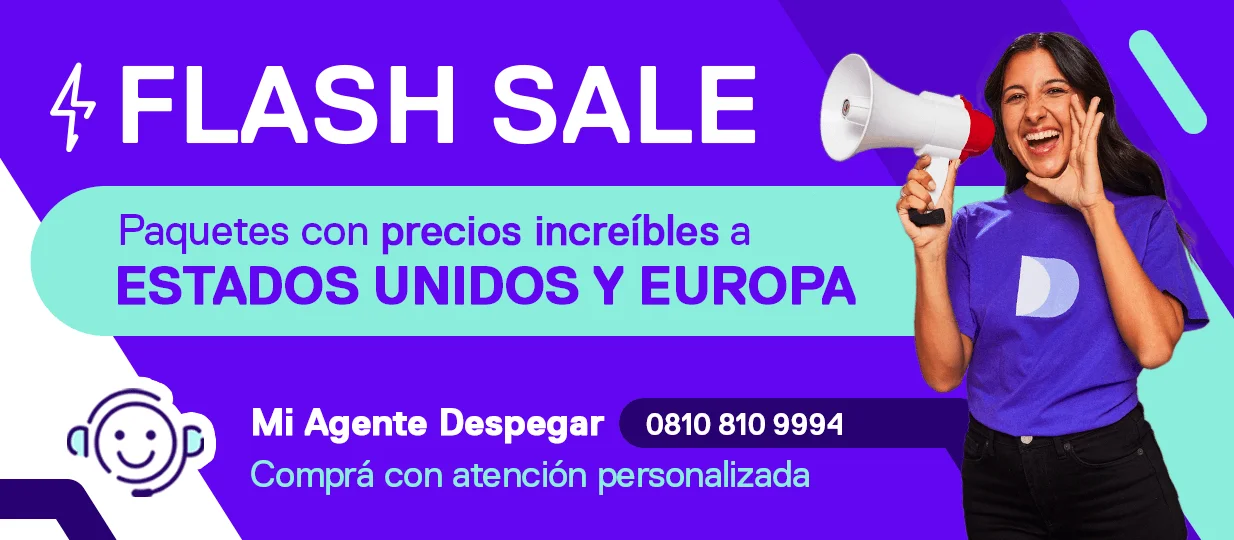 FLASH SALE
Paquetes con precios increíbles a
ESTADOS UNIDOS Y EUROPA
Mi Agente Despegar 0810 810 9994
Comprá con atención personalizada